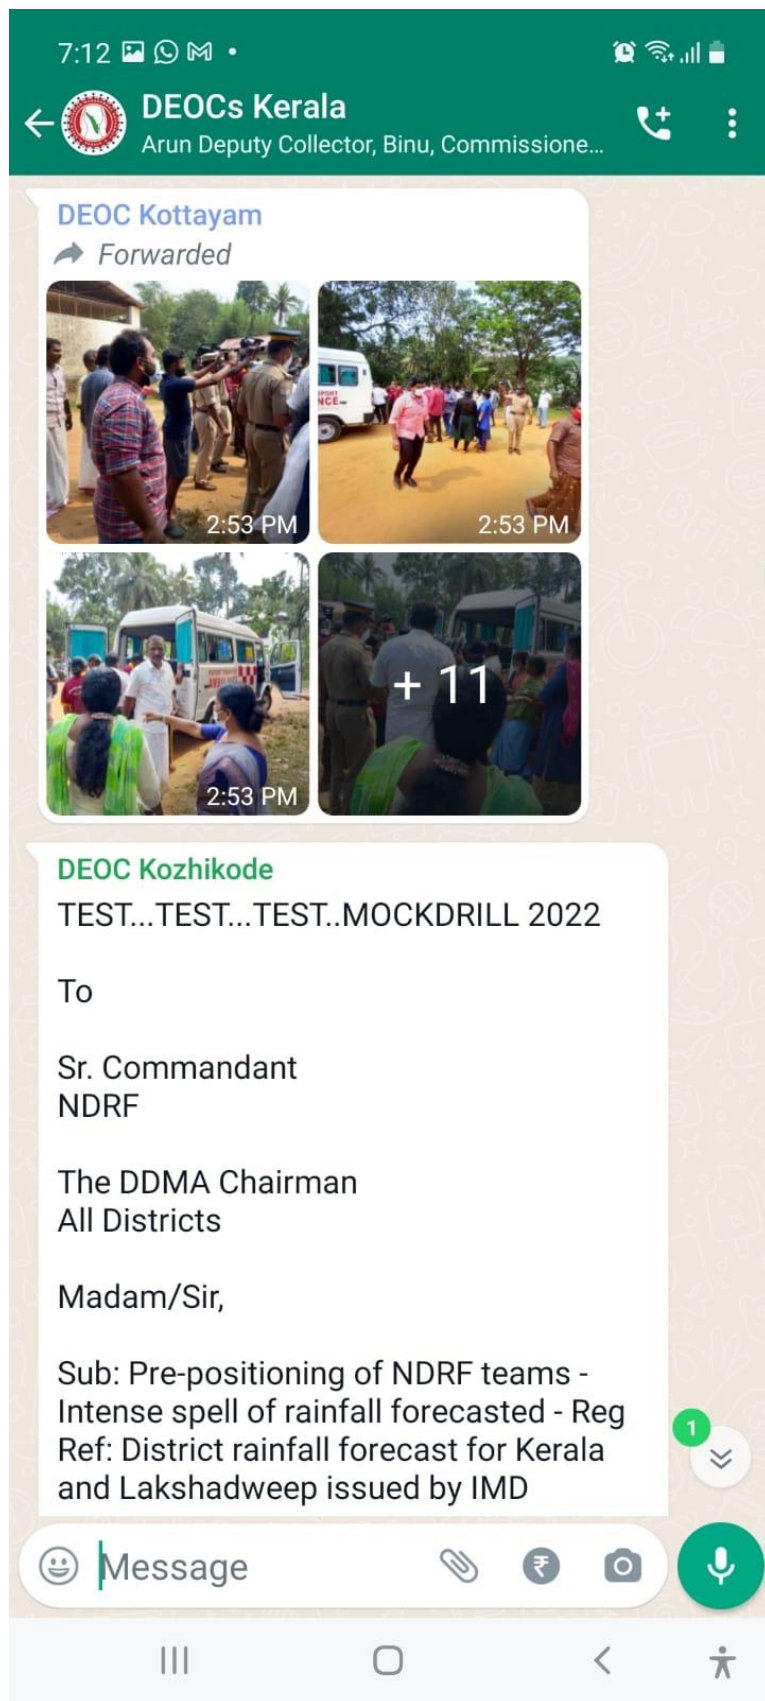 7:12
DEOCs Kerala
Arun Deputy Collector, Binu, Commissione...
DEOC Kottayam
Forwarded
2:53 PM
2:53 PM
2:53 PM
+ 11
DEOC Kozhikode
TEST...TEST...TEST..MOCKDRILL 2022
To
Sr. Commandant
NDRF
The DDMA Chairman
All Districts
Madam/Sir,
Sub: Pre-positioning of NDRF teams -
Intense spell of rainfall forecasted - Reg
Ref: District rainfall forecast for Kerala
and Lakshadweep issued by IMD
1
Message